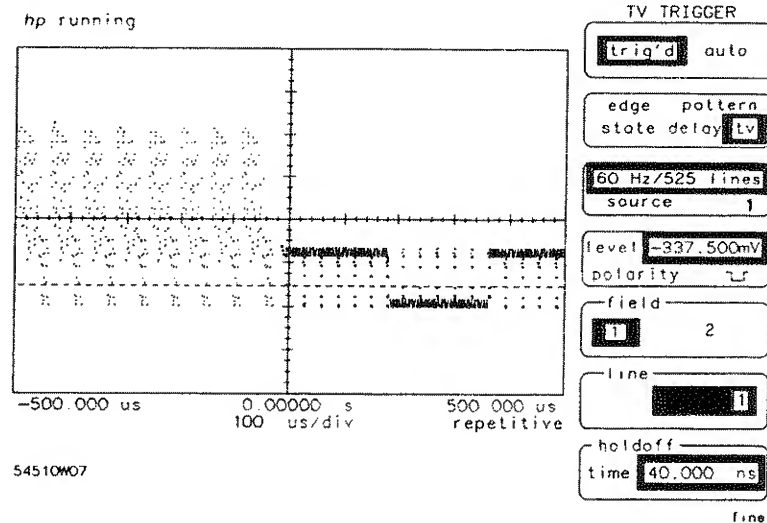 hp running
-500.000 us 0.00000 s 500.000 us
100 us/div repetitive
54510W07
TV TRIGGER
trig'd auto
edge pattern
state delay tv
60 Hz/525 lines
source 1
level -337.500mV
polarity
field
1 2
line
1
holdoff
time 40.000 ns
fine